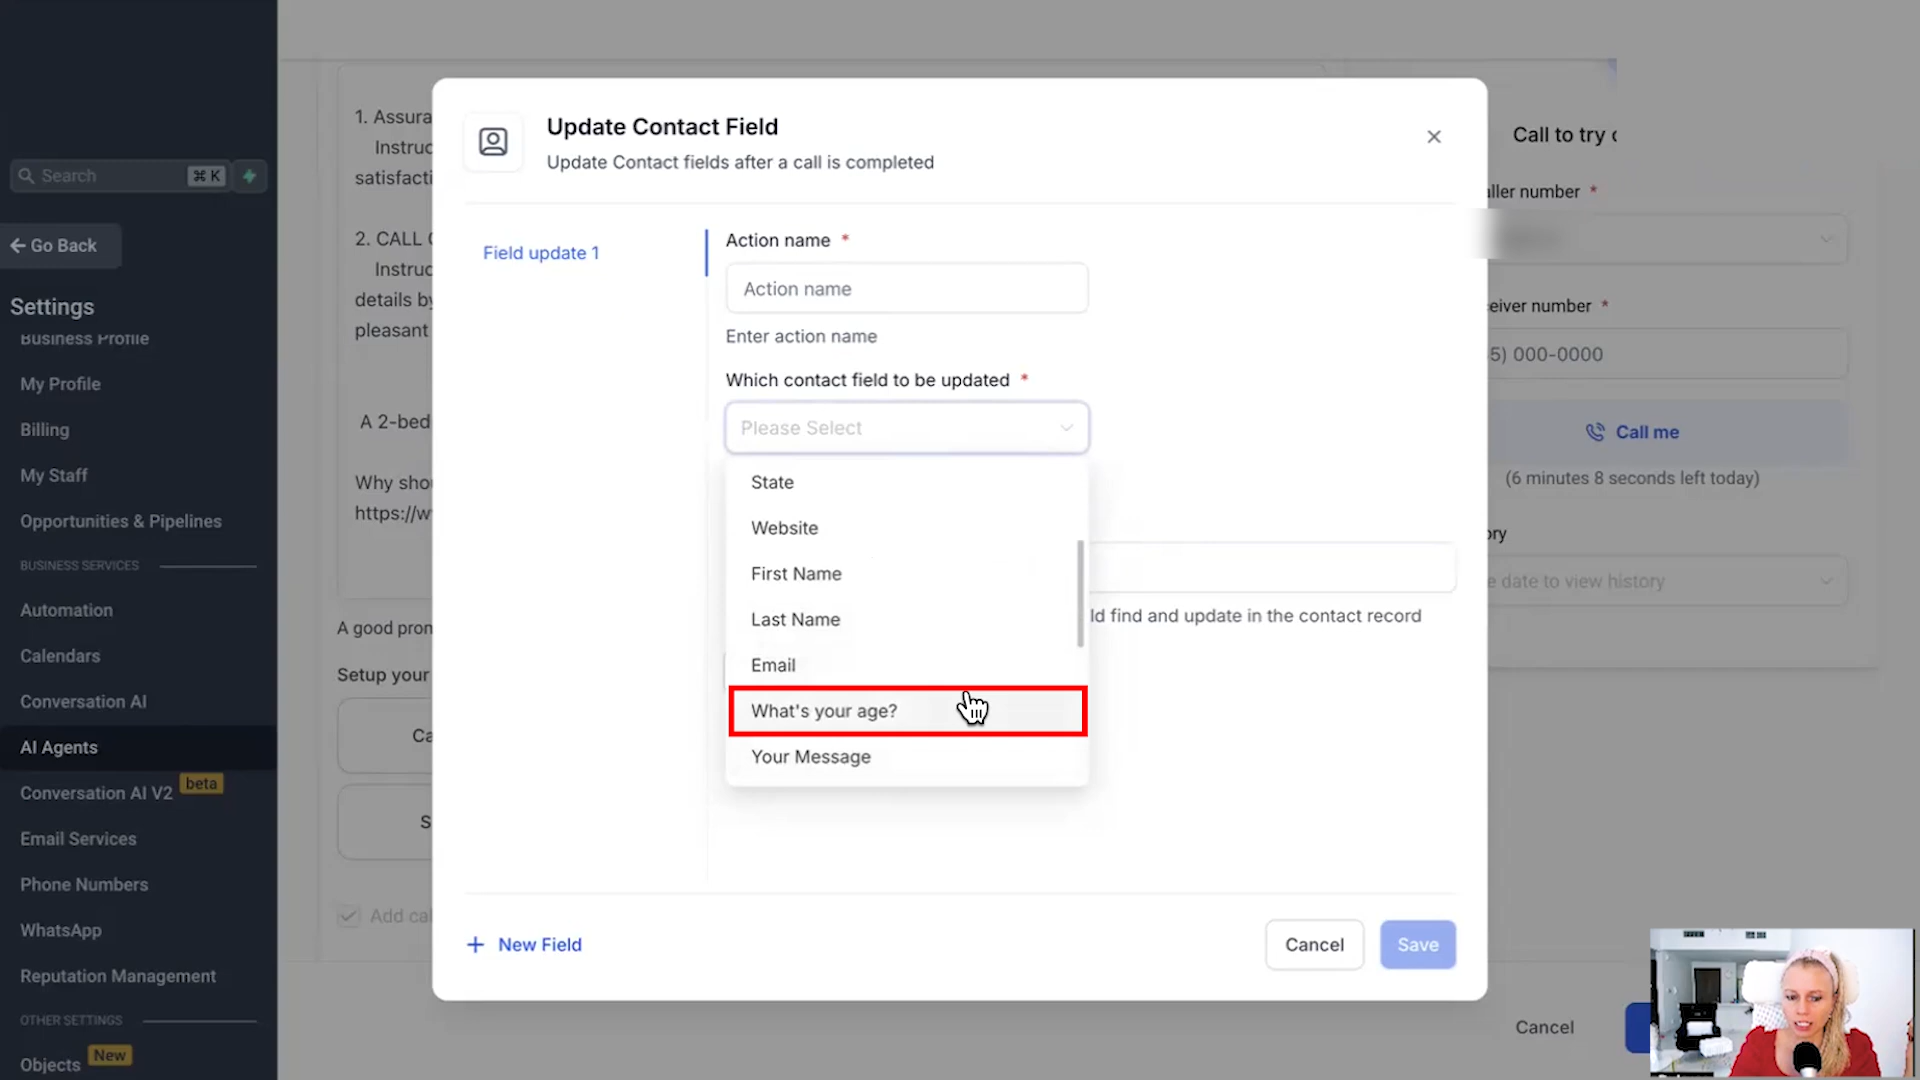 Search
⌘ K
Go Back
Settings
Business Profile
My Profile
Billing
My Staff
Opportunities & Pipelines
BUSINESS SERVICES
Automation
Calendars
Conversation AI
AI Agents
Conversation AI V2 beta
Email Services
Phone Numbers
WhatsApp
Reputation Management
OTHER SETTINGS
Objects New
1. Assura
Instruc
satisfacti
2. CALL
Instruc
details by
pleasant
A 2-bed
Why shou
https://w
A good pron
Setup your
Ca
S
Add cal
Update Contact Field
Update Contact fields after a call is completed
Field update 1
Action name *
Action name
Enter action name
Which contact field to be updated *
Please Select
State
Website
First Name
Last Name
Email
What's your age?
Your Message
ld find and update in the contact record
+ New Field
Cancel
Save
Call to try
aller number *
eiver number *
5) 000-0000
Call me
(6 minutes 8 seconds left today)
ory
e date to view history
Cancel